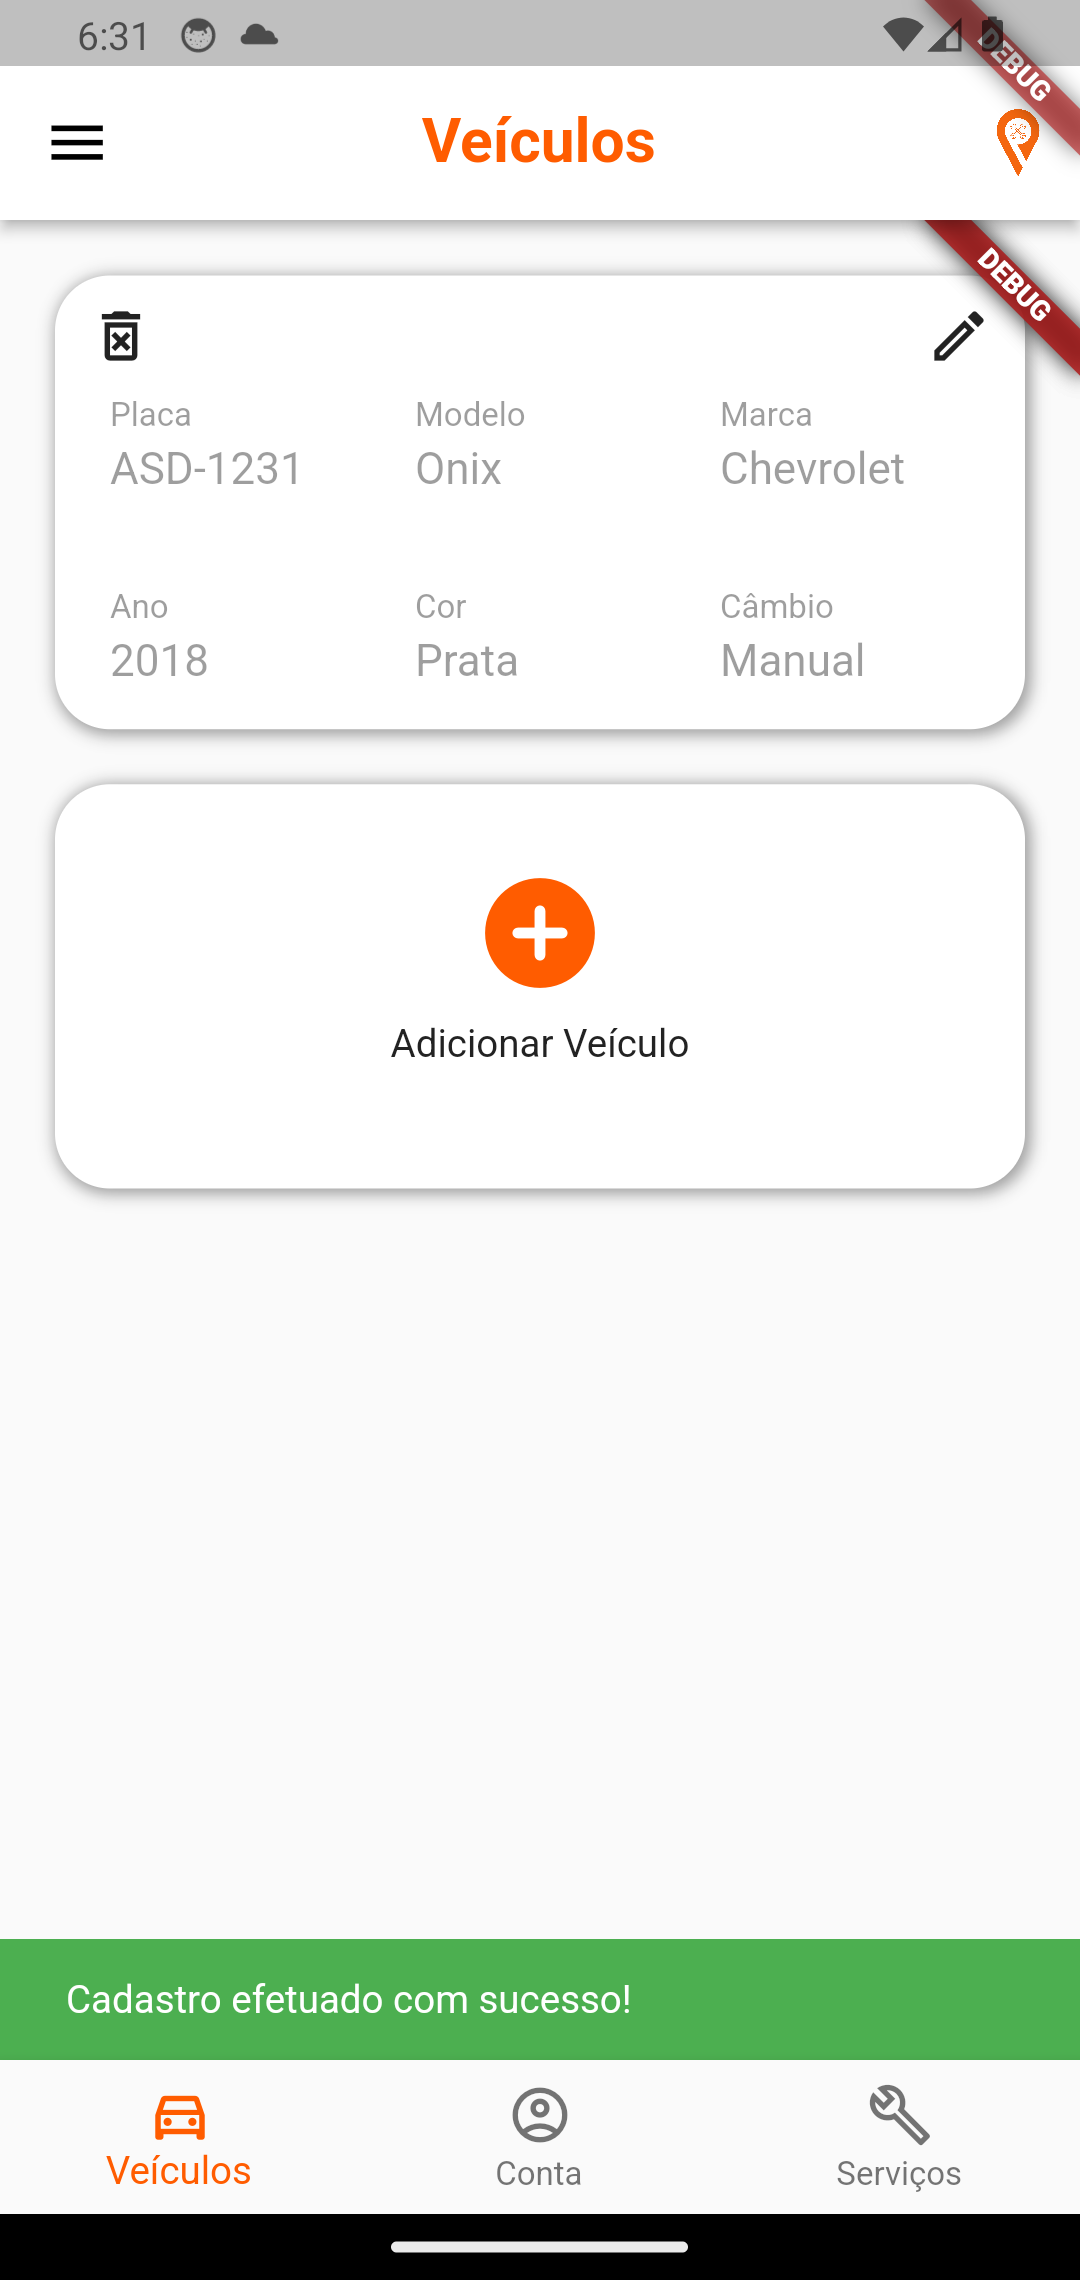 6:31
DEBUG
Veículos
DEBUG
Placa Modelo Marca
ASD-1231 Onix Chevrolet
Ano Cor Câmbio
2018 Prata Manual
Adicionar Veículo
Cadastro efetuado com sucesso!
Veículos Conta Serviços